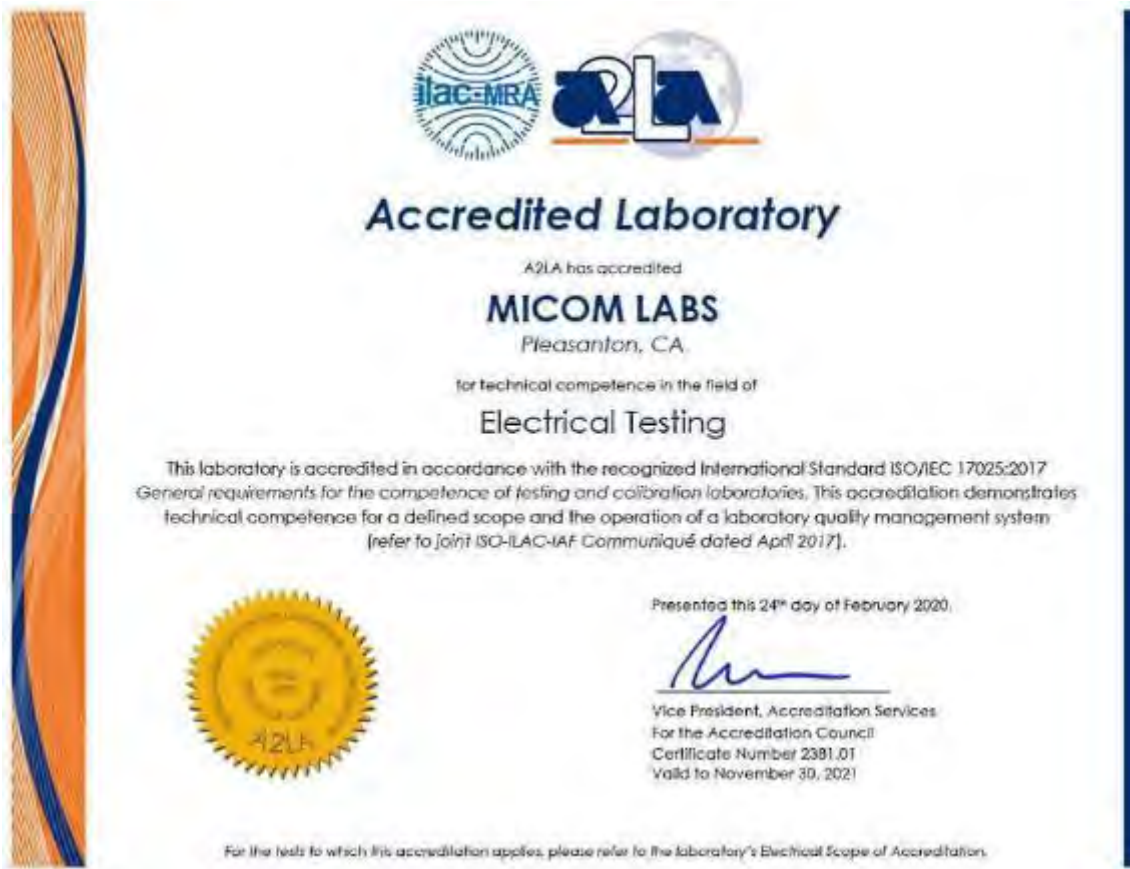 ilac-MRA
A2LA
Accredited Laboratory
A2LA has accredited
MICOM LABS
Pleasanton, CA
for technical competence in the field of
Electrical Testing
This laboratory is accredited in accordance with the recognized International Standard ISO/IEC 17025:2017
General requirements for the competence of testing and calibration laboratories. This accreditation demonstrates
technical competence for a defined scope and the operation of a laboratory quality management system
(refer to joint ISO-ILAC-IAF Communiqué dated April 2017).
Presented this 24th day of February 2020.
Vice President, Accreditation Services
For the Accreditation Council
Certificate Number 2381.01
Valid to November 30, 2021
A2LA
For the tests to which this accreditation applies, please refer to the laboratory's Electrical Scope of Accreditation.